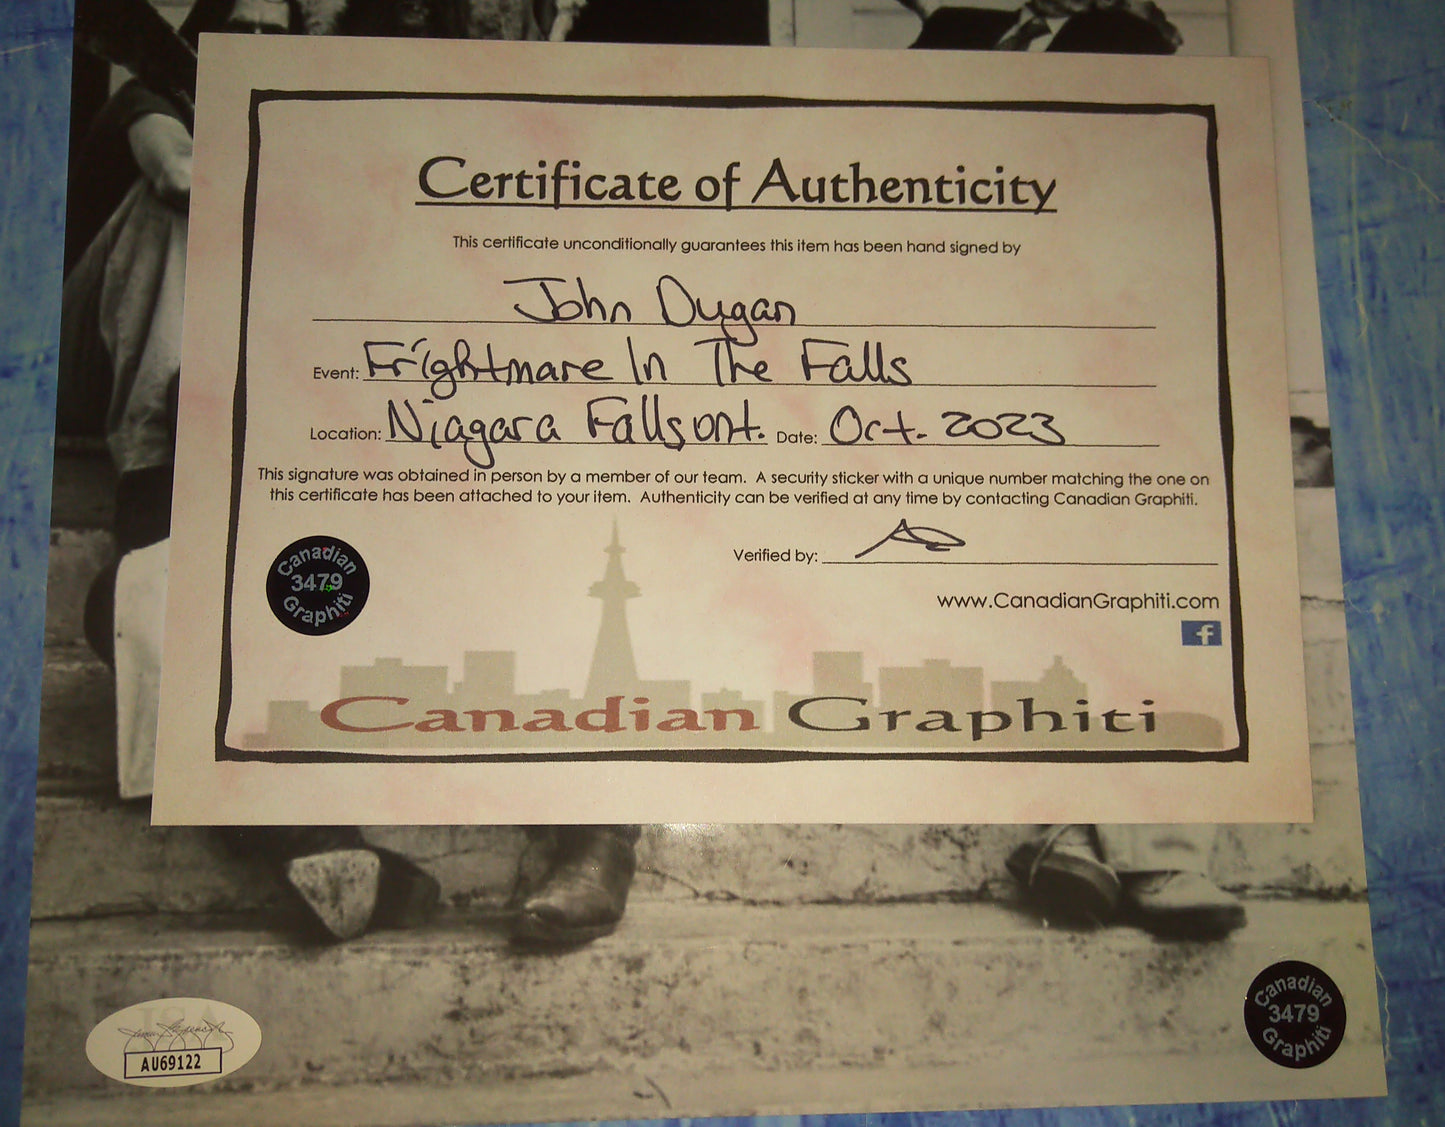 Certificate of Authenticity
This certificate unconditionally guarantees this item has been hand signed by
John Dugan
Event: Frightmare In The Falls
Location: Niagara Falls, ont. Date: Oct. 2023
This signature was obtained in person by a member of our team. A security sticker with a unique number matching the one on
this certificate has been attached to your item. Authenticity can be verified at any time by contacting Canadian Graphiti.
Verified by:
Canadian
3479
Graphiti
www.CanadianGraphiti.com
f
Canadian Graphiti
AU69122
Canadian
3479
Graphiti